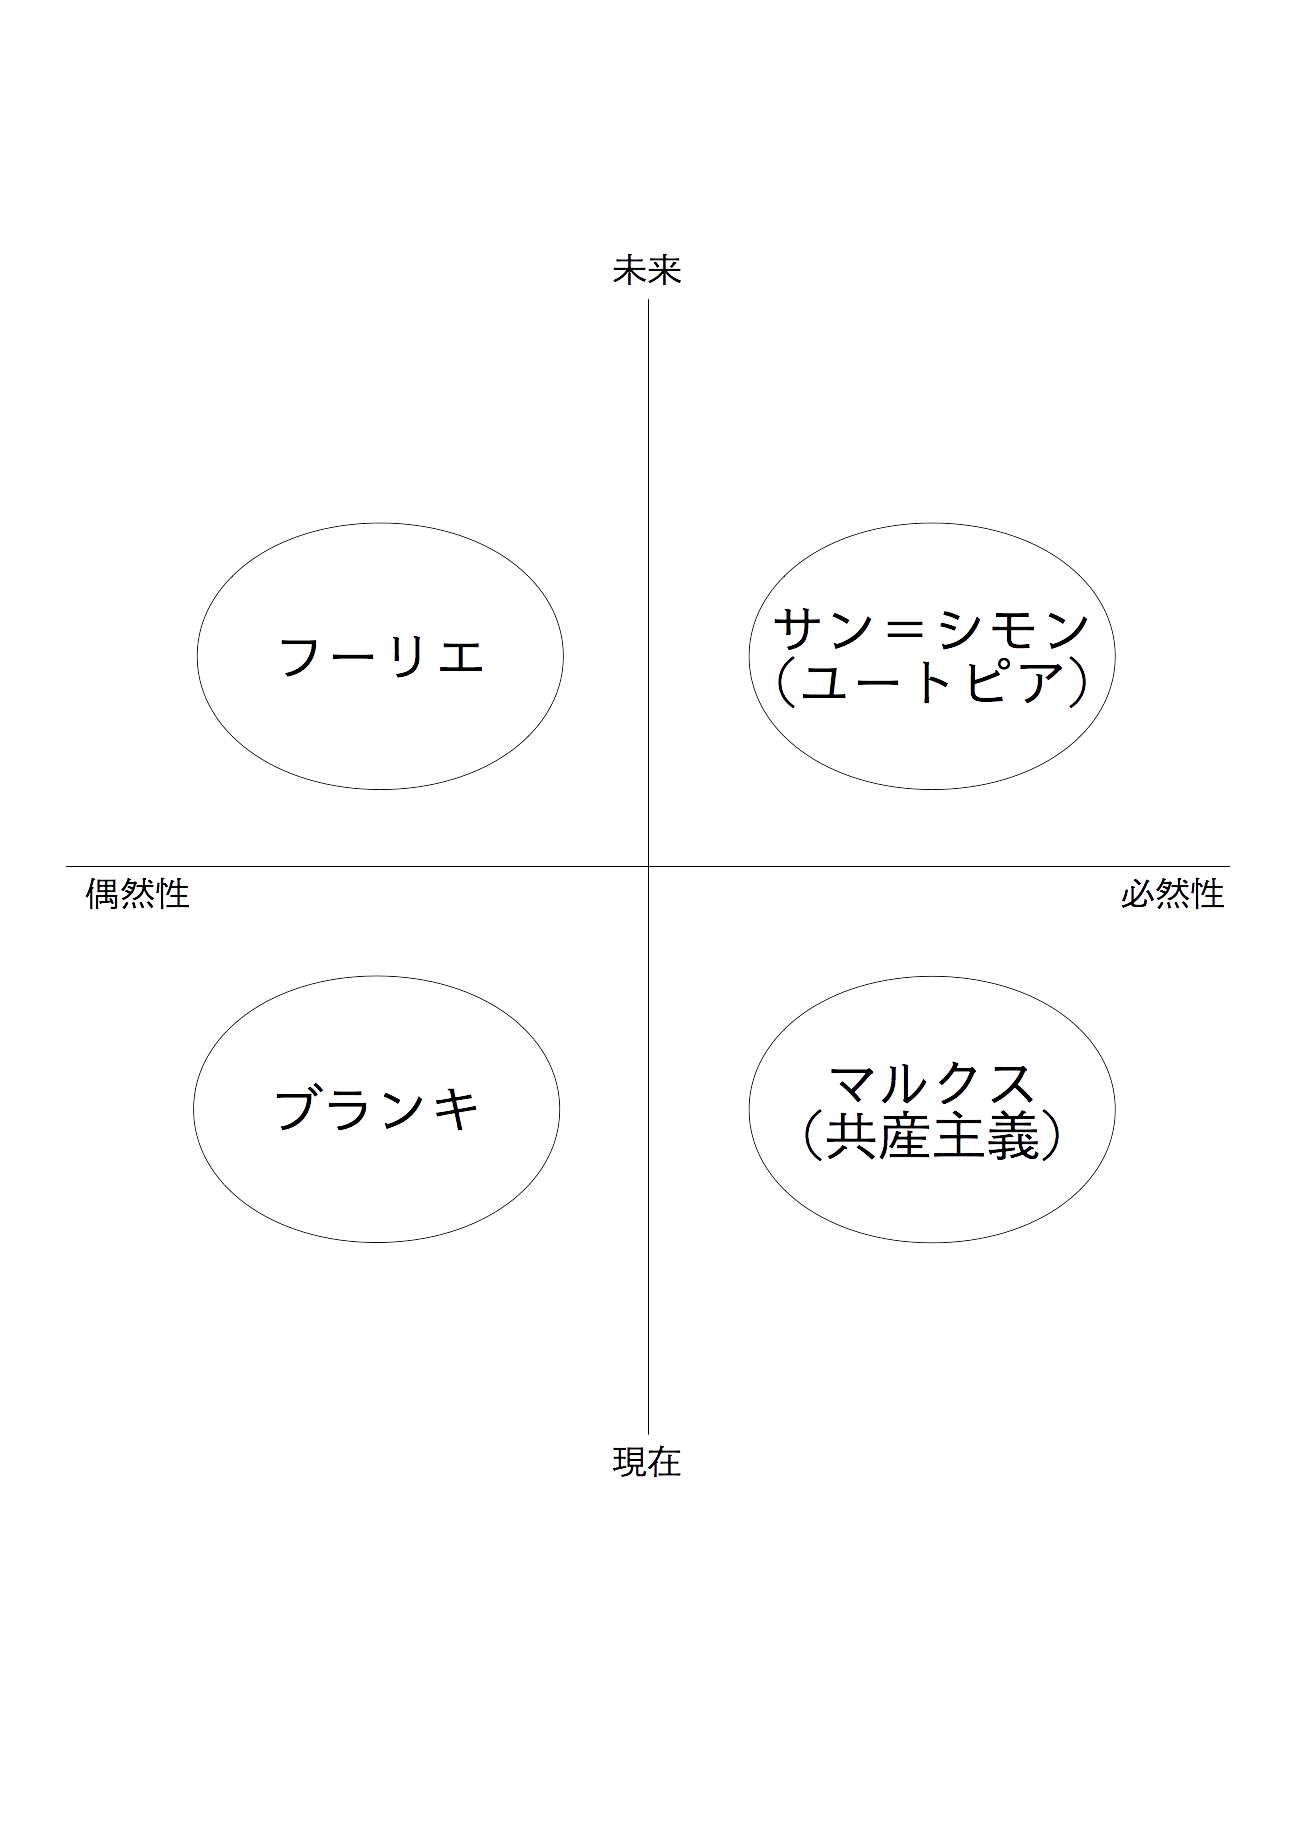 未来
フーリエ
サン＝シモン
（ユートピア）
偶然性
必然性
ブランキ
マルクス
（共産主義）
現在